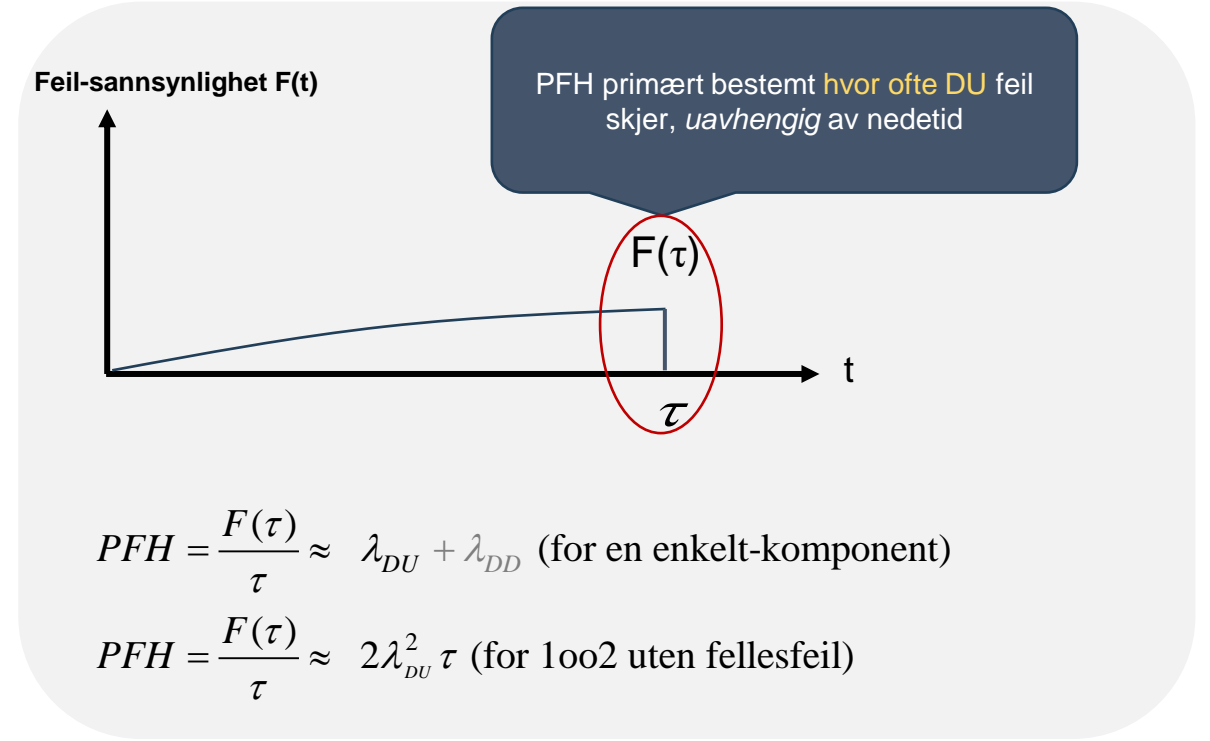 Feil-sannsynlighet F(t)
PFH primært bestemt hvor ofte DU feil
skjer, uavhengig av nedetid
F(τ)
t
τ
PFH = F(τ)/τ ≈ λ_DU + λ_DD (for en enkelt-komponent)
PFH = F(τ)/τ ≈ 2λ²_DU τ (for 1oo2 uten fellesfeil)